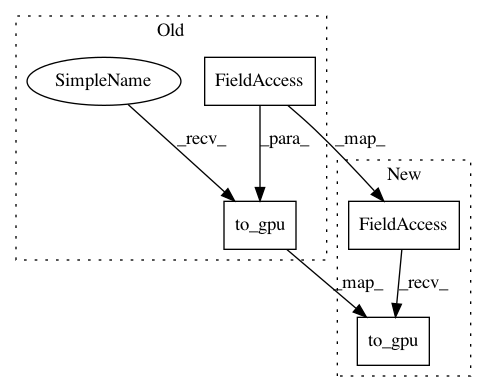 Old
SimpleName
FieldAccess
_recv_
_para_
_map_
New
to_gpu
FieldAccess
_map_
_recv_
to_gpu